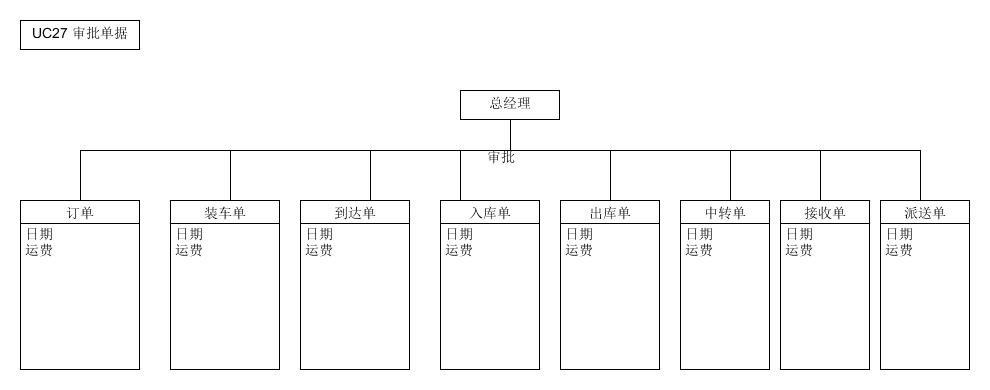 UC27 审批单据
总经理
审批
订单
日期
运费
装车单
日期
运费
到达单
日期
运费
入库单
日期
运费
出库单
日期
运费
中转单
日期
运费
接收单
日期
运费
派送单
日期
运费